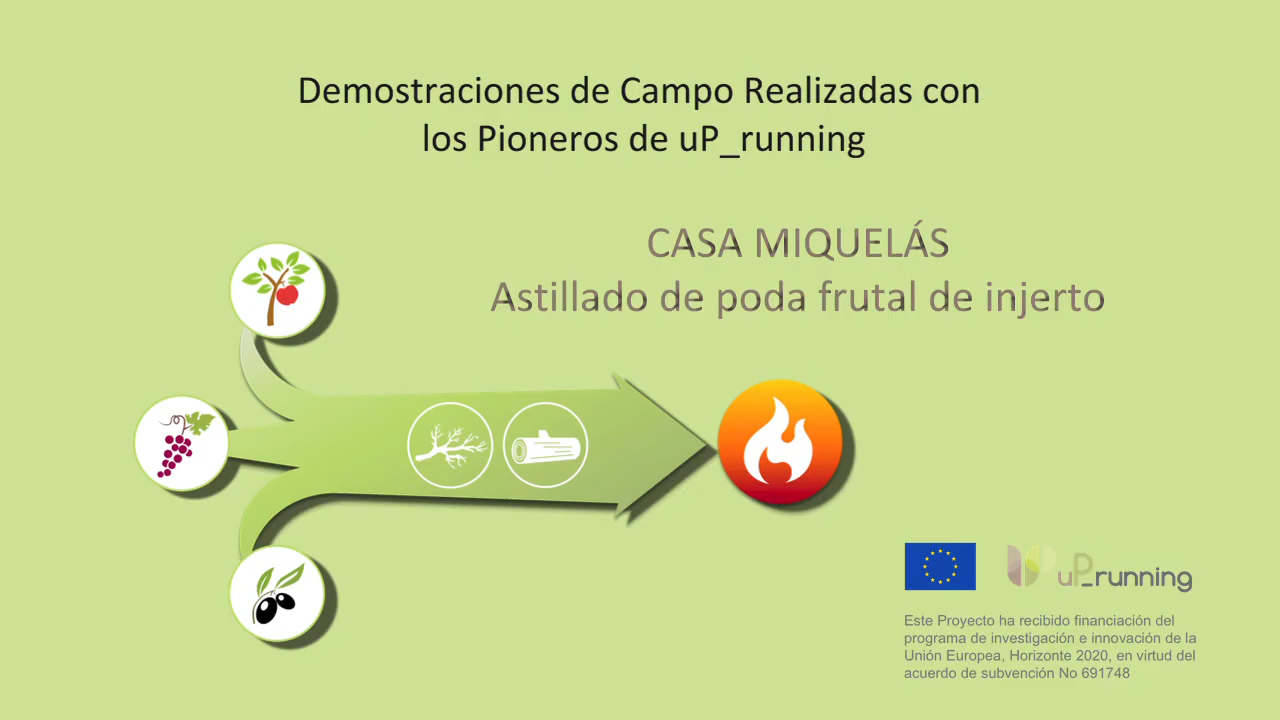 Demostraciones de Campo Realizadas con
los Pioneros de uP_running
CASA MIQUELÁS
Astillado de poda frutal de injerto
uP_running
Este Proyecto ha recibido financiación del
programa de investigación e innovación de la
Unión Europea, Horizonte 2020, en virtud del
acuerdo de subvención No 691748